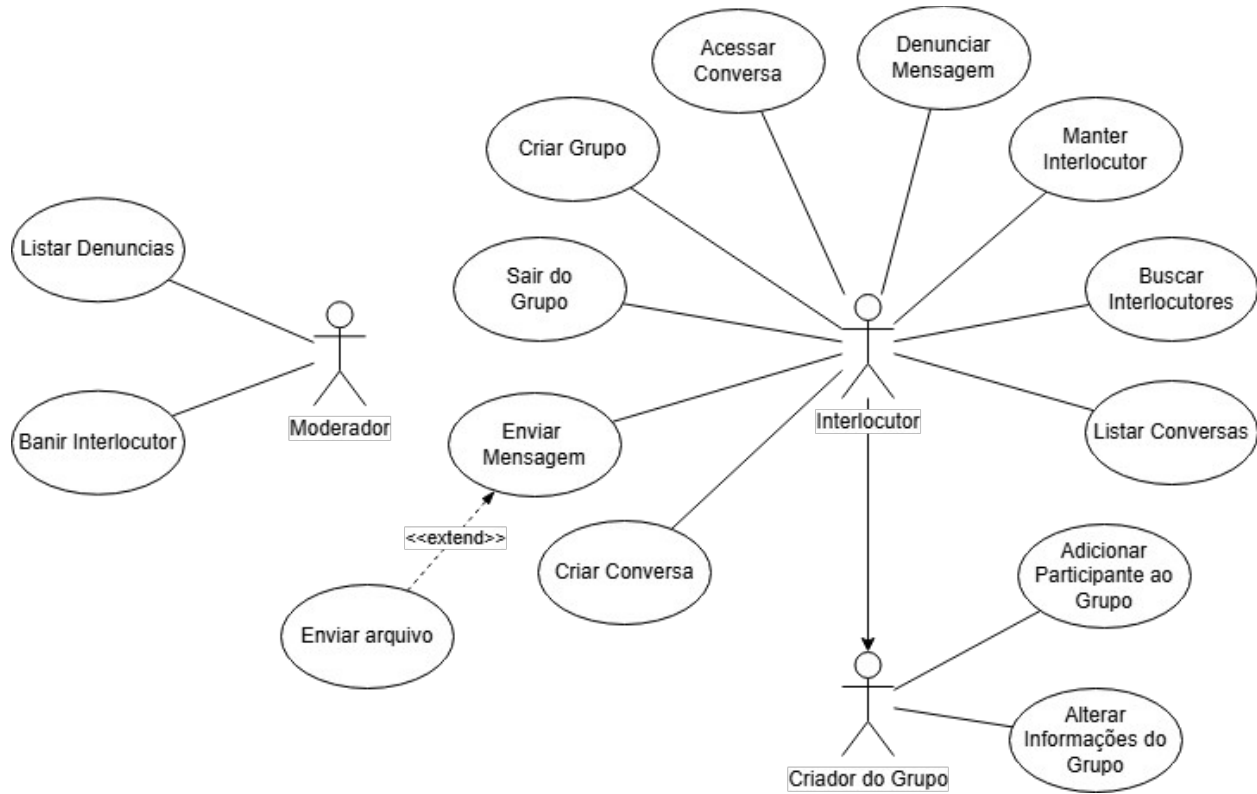 Acessar
Conversa
Denunciar
Mensagem
Criar Grupo
Manter
Interlocutor
Listar Denuncias
Sair do
Grupo
Buscar
Interlocutores
Moderador
Interlocutor
Banir Interlocutor
Enviar
Mensagem
Listar Conversas
<<extend>>
Criar Conversa
Enviar arquivo
Adicionar
Participante ao
Grupo
Criador do Grupo
Alterar
Informações do
Grupo